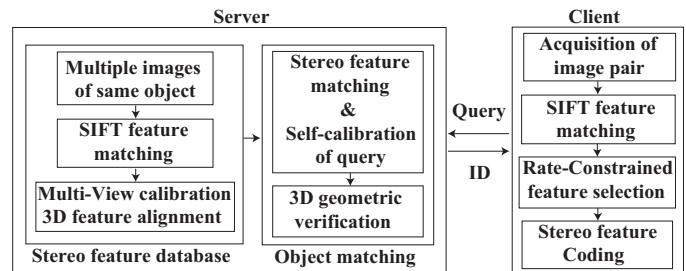 Server
Multiple images
of same object
SIFT feature
matching
Multi-View calibration
3D feature alignment
Stereo feature database
Stereo feature
matching
&
Self-calibration
of query
3D geometric
verification
Object matching
Query
ID
Client
Acquisition of
image pair
SIFT feature
matching
Rate-Constrained
feature selection
Stereo feature
Coding